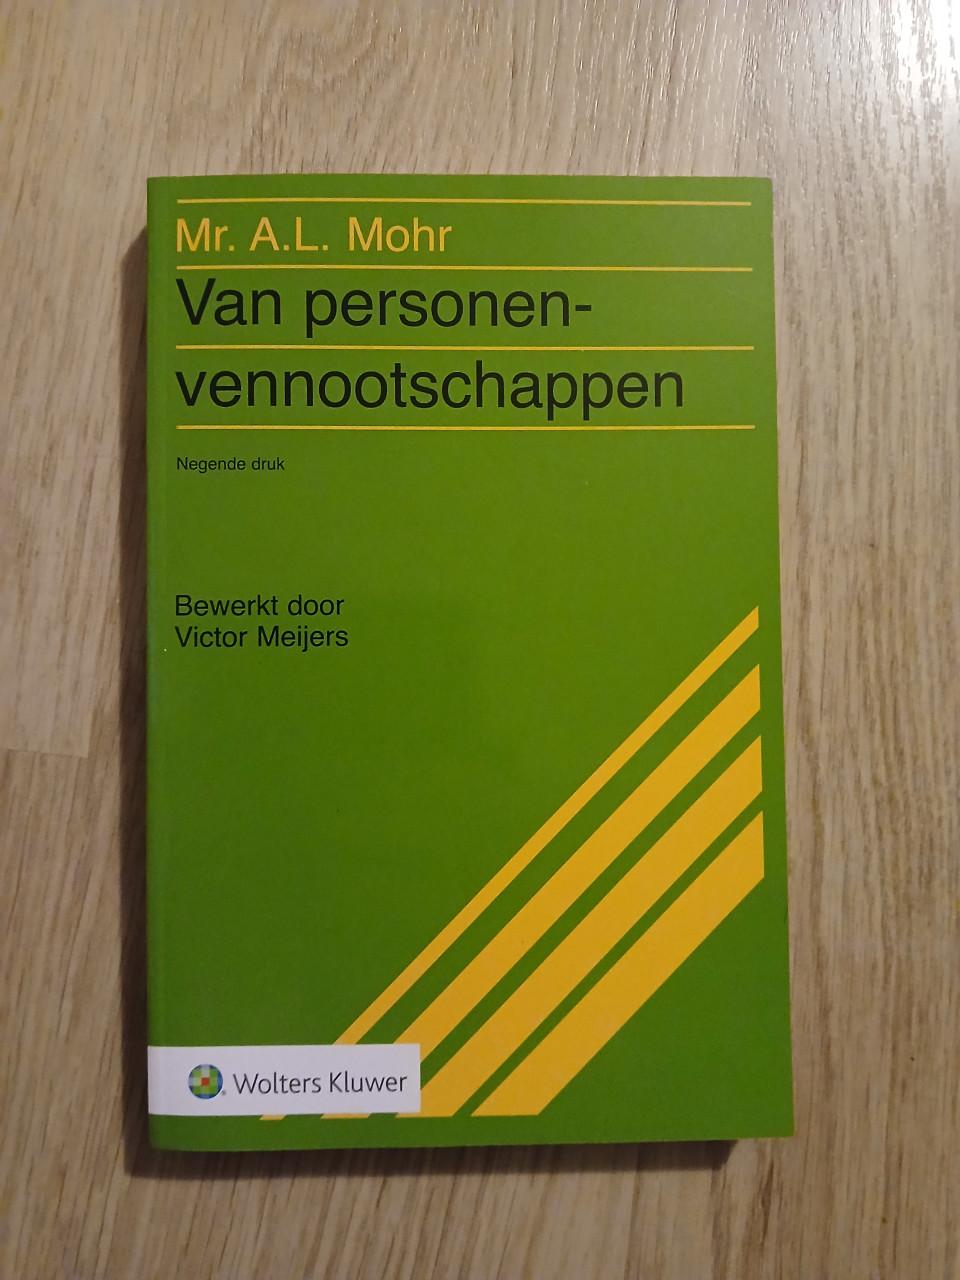 Mr. A.L. Mohr
Van personen-
vennootschappen
Negende druk
Bewerkt door
Victor Meijers
Wolters Kluwer